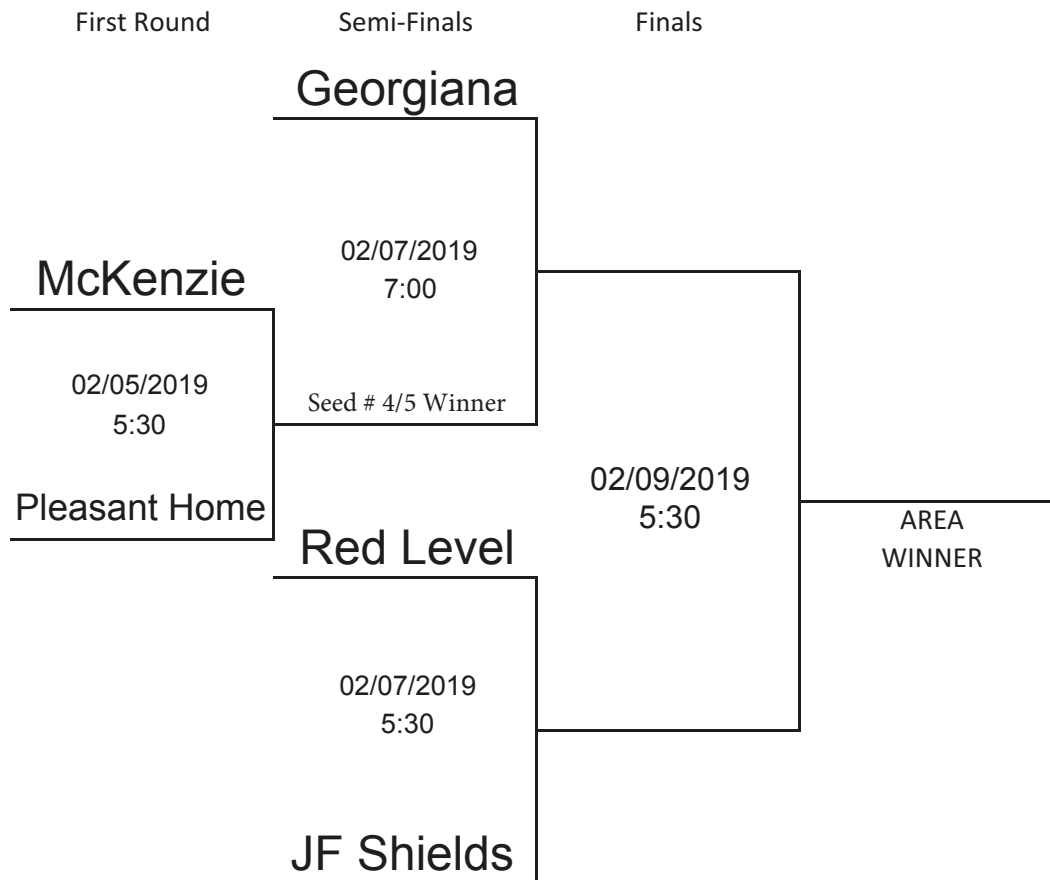 First Round
Semi-Finals
Finals
Georgiana
02/07/2019
7:00
McKenzie
02/05/2019
5:30
Seed # 4/5 Winner
Pleasant Home
02/09/2019
5:30
AREA
WINNER
Red Level
02/07/2019
5:30
JF Shields